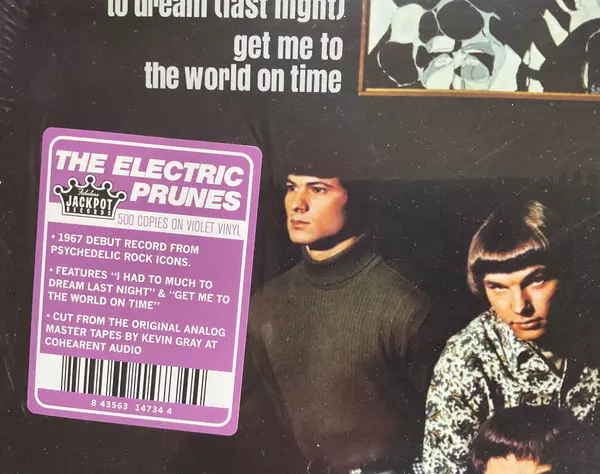 to dream (last night)
get me to
the world on time
THE ELECTRIC
PRUNES
Fabulous
JACKPOT
RECORDS
500 COPIES ON VIOLET VINYL
• 1967 DEBUT RECORD FROM
PSYCHEDELIC ROCK ICONS.
• FEATURES "I HAD TO MUCH TO
DREAM LAST NIGHT" & "GET ME TO
THE WORLD ON TIME"
• CUT FROM THE ORIGINAL ANALOG
MASTER TAPES BY KEVIN GRAY AT
COHEARENT AUDIO
8 43563 14734 4